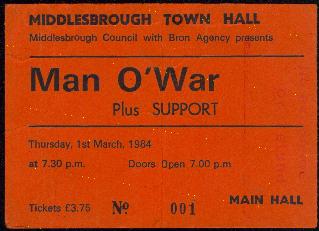 MIDDLESBROUGH TOWN HALL
Middlesbrough Council with Bron Agency presents
Man O'War
Plus SUPPORT
Thursday, 1st March, 1984
at 7.30 p.m. Doors Open 7.00 p.m
MAIN HALL
Tickets £3.75 No 001